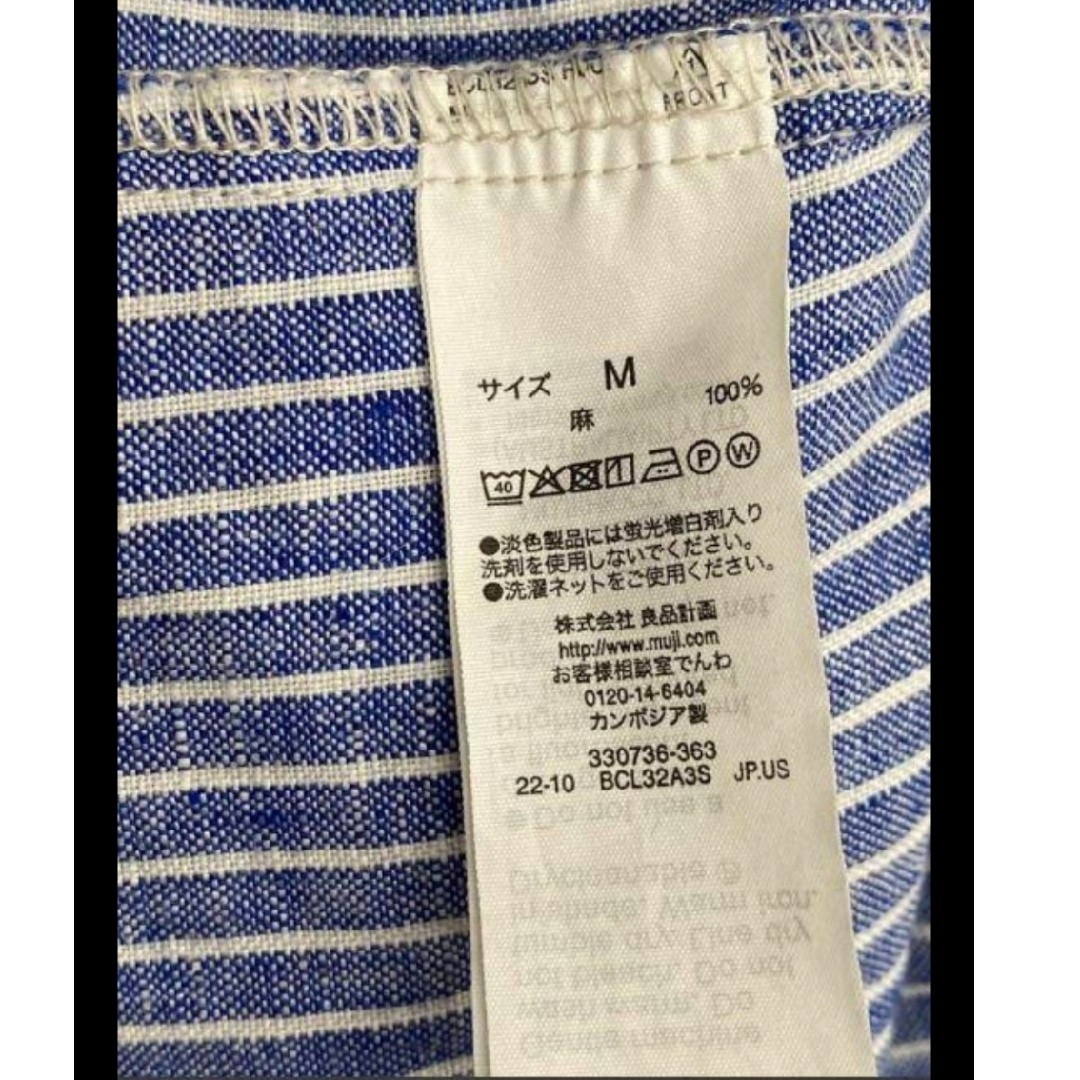 サイズ M
麻 100%
40
P W
●淡色製品には蛍光増白剤入り
洗剤を使用しないでください。
●洗濯ネットをご使用ください。
株式会社 良品計画
http://www.muji.com
お客様相談室でんわ
0120-14-6404
カンボジア製
330736-363
22-10 BCL32A3S JP.US